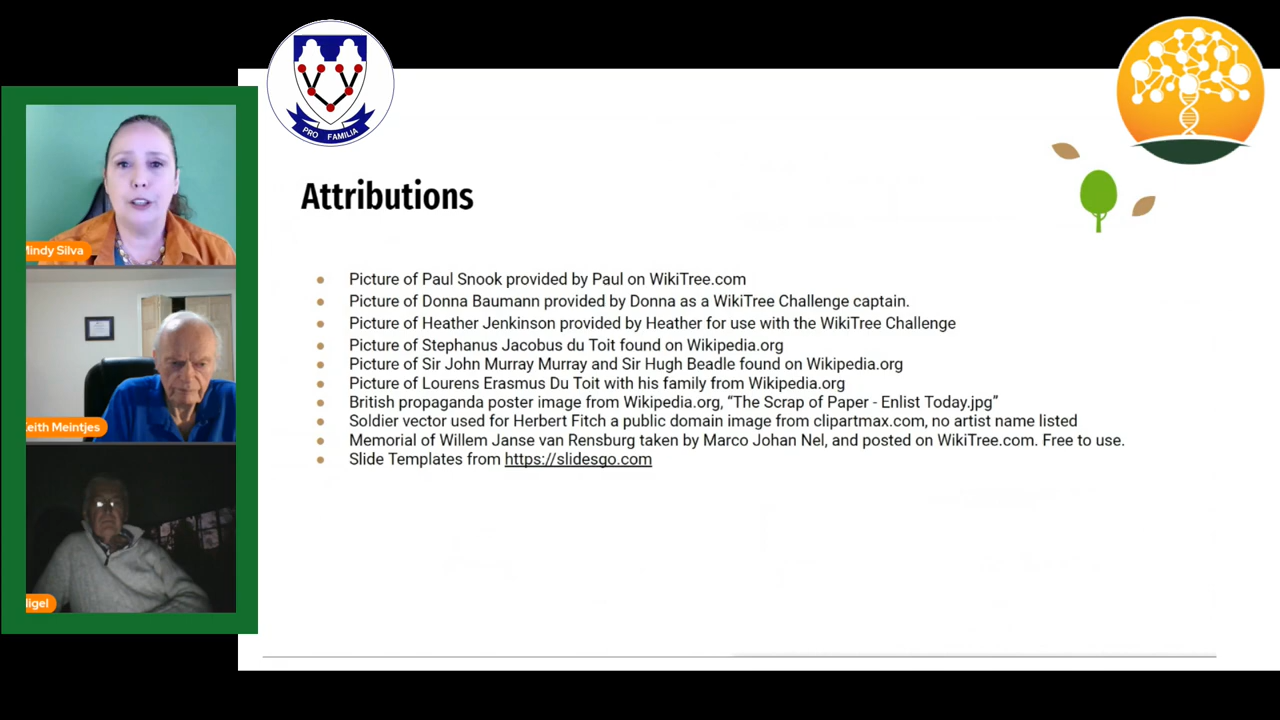 PRO FAMILIA
Attributions
Mindy Silva
Keith Meintjes
Nigel
Picture of Paul Snook provided by Paul on WikiTree.com
Picture of Donna Baumann provided by Donna as a WikiTree Challenge captain.
Picture of Heather Jenkinson provided by Heather for use with the WikiTree Challenge
Picture of Stephanus Jacobus du Toit found on Wikipedia.org
Picture of Sir John Murray Murray and Sir Hugh Beadle found on Wikipedia.org
Picture of Lourens Erasmus Du Toit with his family from Wikipedia.org
British propaganda poster image from Wikipedia.org, “The Scrap of Paper - Enlist Today.jpg”
Soldier vector used for Herbert Fitch a public domain image from clipartmax.com, no artist name listed
Memorial of Willem Janse van Rensburg taken by Marco Johan Nel, and posted on WikiTree.com. Free to use.
Slide Templates from https://slidesgo.com